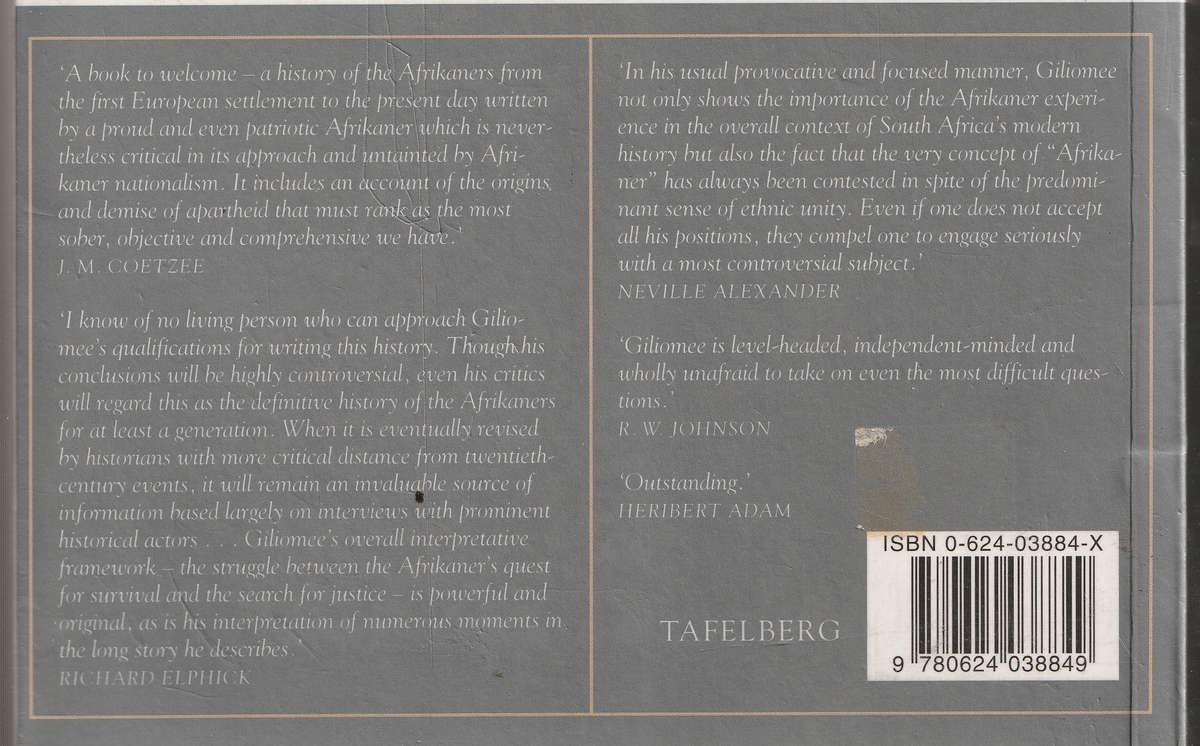 ‘A book to welcome – a history of the Afrikaners from
the first European settlement to the present day written
by a proud and even patriotic Afrikaner which is never-
theless critical in its approach and untainted by Afri-
kaner nationalism. It includes an account of the origins
and demise of apartheid that must rank as the most
sober, objective and comprehensive we have.’
J. M. COETZEE
‘I know of no living person who can approach Gilio-
mee’s qualifications for writing this history. Though his
conclusions will be highly controversial, even his critics
will regard this as the definitive history of the Afrikaners
for at least a generation. When it is eventually revised
by historians with more critical distance from twentieth-
century events, it will remain an invaluable source of
information based largely on interviews with prominent
historical actors . . . Giliomee’s overall interpretative
framework – the struggle between the Afrikaner’s quest
for survival and the search for justice – is powerful and
original, as is his interpretation of numerous moments in
the long story he describes.
RICHARD ELPHICK
‘In his usual provocative and focused manner, Giliomee
not only shows the importance of the Afrikaner experi-
ence in the overall context of South Africa’s modern
history but also the fact that the very concept of “Afrika-
ner” has always been contested in spite of the predomi-
nant sense of ethnic unity. Even if one does not accept
all his positions, they compel one to engage seriously
with a most controversial subject.’
NEVILLE ALEXANDER
‘Giliomee is level-headed, independent-minded and
wholly unafraid to take on even the most difficult ques-
tions.’
R. W. JOHNSON
‘Outstanding.’
HERIBERT ADAM
TAFELBERG
ISBN 0-624-03884-X
9 780624 038849